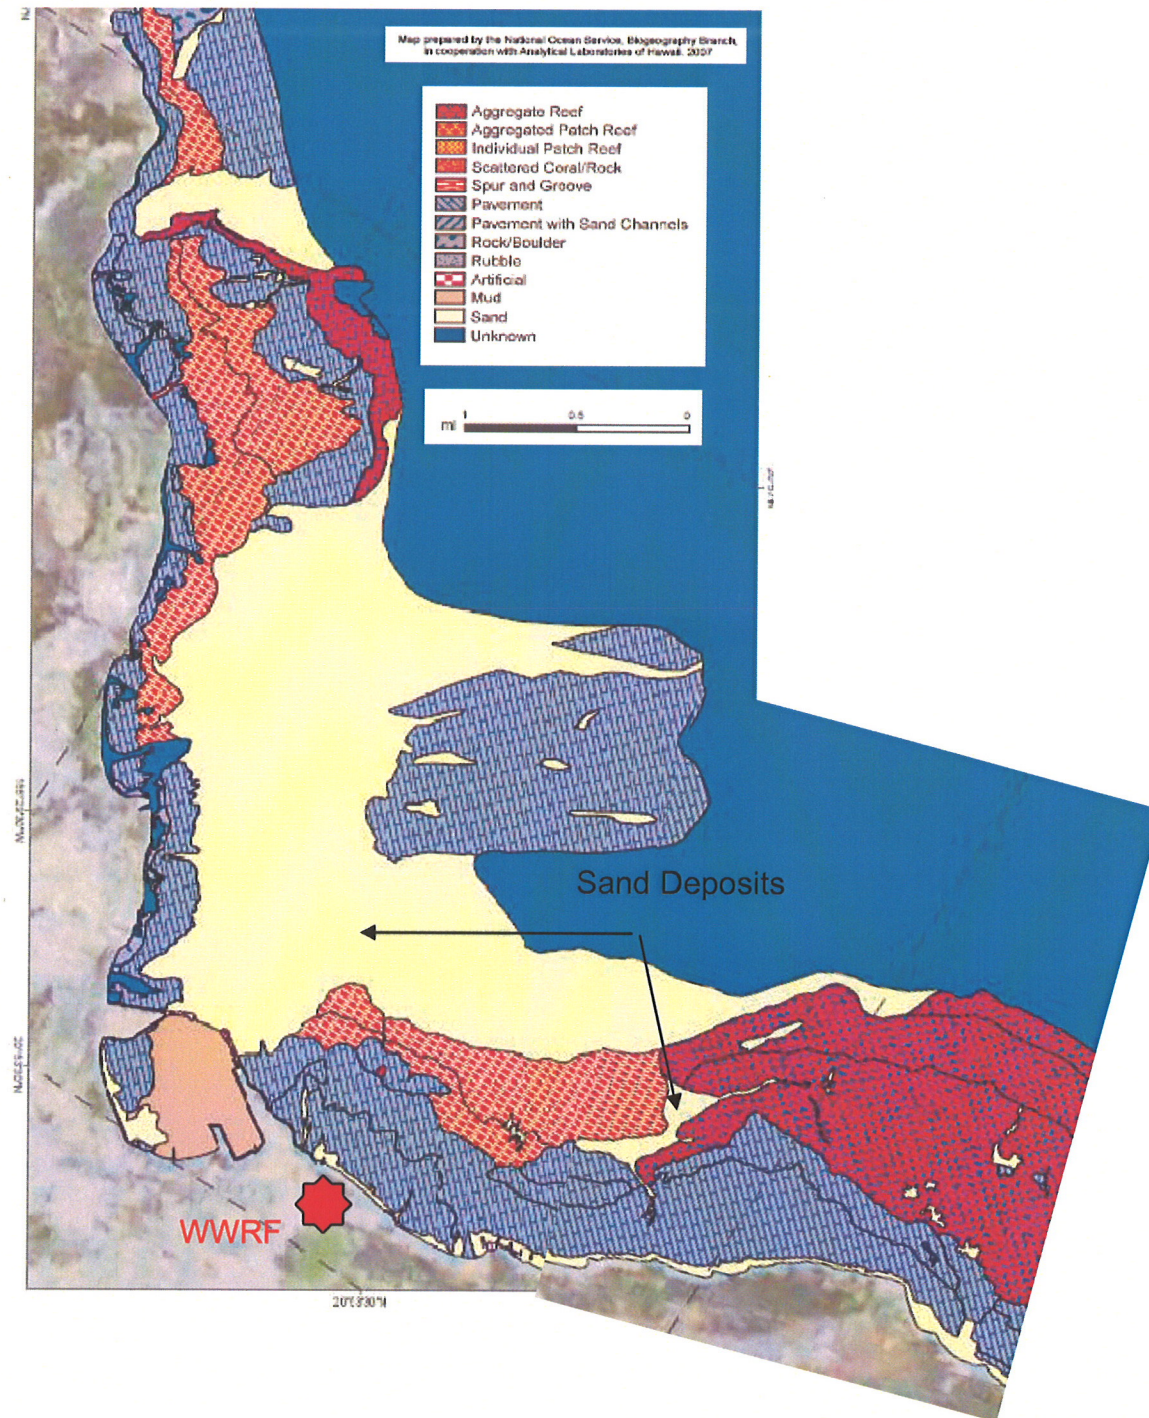 Map prepared by the National Ocean Service, Biogeography Branch,
in cooperation with Analytical Laboratories of Hawaii. 2007
Aggregate Reef
Aggregated Patch Reef
Individual Patch Reef
Scattered Coral/Rock
Spur and Groove
Pavement
Pavement with Sand Channels
Rock/Boulder
Rubble
Artificial
Mud
Sand
Unknown
1 0.5 0
mi
Sand Deposits
WWRF